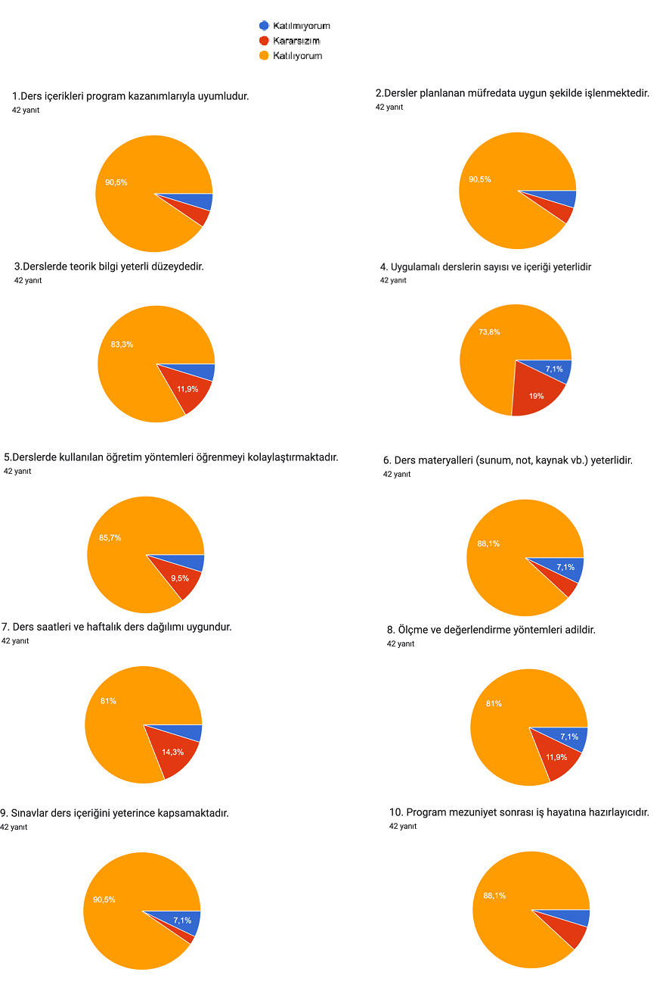 Katılmıyorum
Kararsızım
Katılıyorum
1.Ders içerikleri program kazanımlarıyla uyumludur.
42 yanıt
90,5%
2.Dersler planlanan müfredata uygun şekilde işlenmektedir.
42 yanıt
90,5%
3.Derslerde teorik bilgi yeterli düzeydedir.
42 yanıt
83,3%
11,9%
4. Uygulamalı derslerin sayısı ve içeriği yeterlidir
42 yanıt
73,8%
7,1%
19%
5.Derslerde kullanılan öğretim yöntemleri öğrenmeyi kolaylaştırmaktadır.
42 yanıt
85,7%
9,5%
6. Ders materyalleri (sunum, not, kaynak vb.) yeterlidir.
42 yanıt
88,1%
7,1%
7. Ders saatleri ve haftalık ders dağılımı uygundur.
42 yanıt
81%
14,3%
8. Ölçme ve değerlendirme yöntemleri adildir.
42 yanıt
81%
7,1%
11,9%
9. Sınavlar ders içeriğini yeterince kapsamaktadır.
42 yanıt
90,5%
7,1%
10. Program mezuniyet sonrası iş hayatına hazırlayıcıdır.
42 yanıt
88,1%